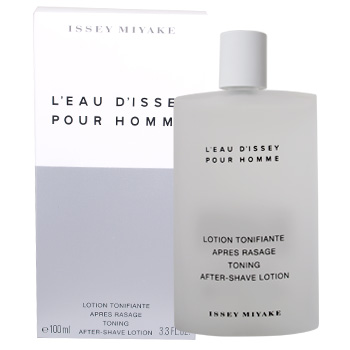 ISSEY MIYAKE
L'EAU D'ISSEY
POUR HOMME
LOTION TONIFIANTE
APRES RASAGE
TONING
AFTER-SHAVE LOTION
℮ 100 ml 3.3 Fl.Oz.
L'EAU D'ISSEY
POUR HOMME
LOTION TONIFIANTE
APRES RASAGE
TONING
AFTER-SHAVE LOTION
ISSEY MIYAKE